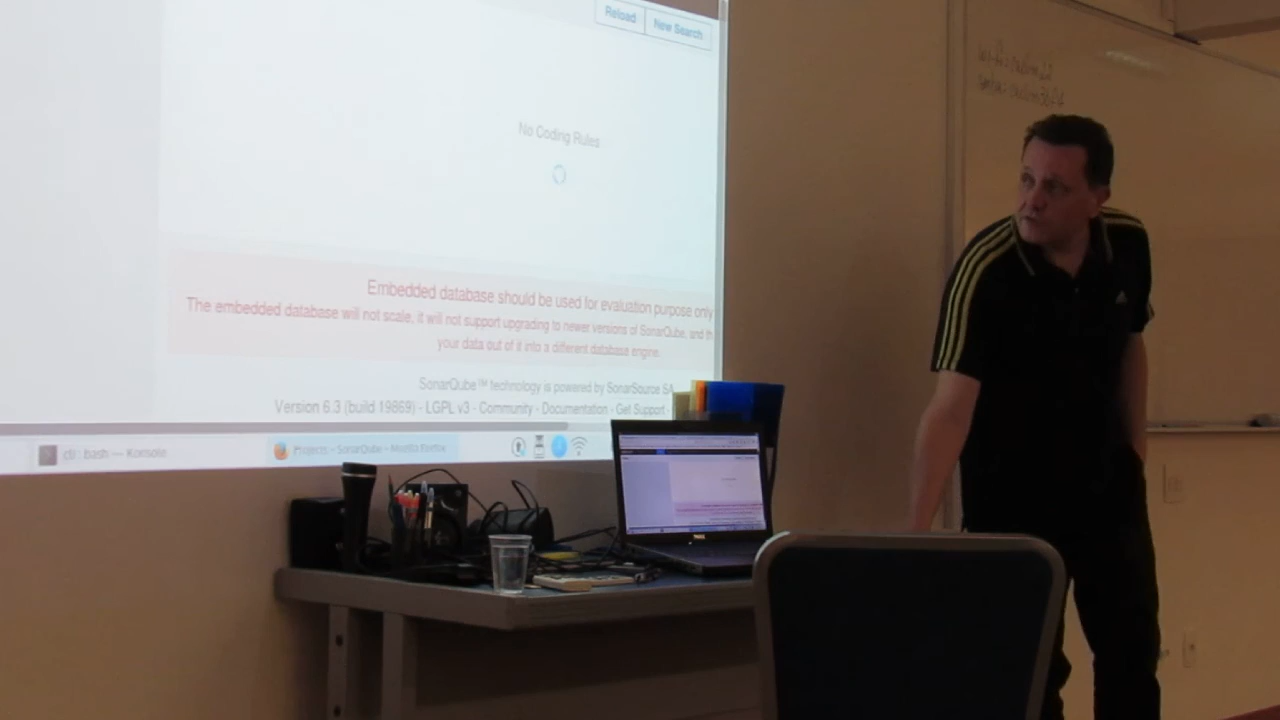 Reload New Search
No Coding Rules
Embedded database should be used for evaluation purpose only
The embedded database will not scale, it will not support upgrading to newer versions of SonarQube, and th
your data out of it into a different database engine.
SonarQube™ technology is powered by SonarSource SA
Version 6.3 (build 19869) - LGPL v3 - Community - Documentation - Get Support -
bash — Konsole
Projects - SonarQube - Mozilla Firefox
DELL